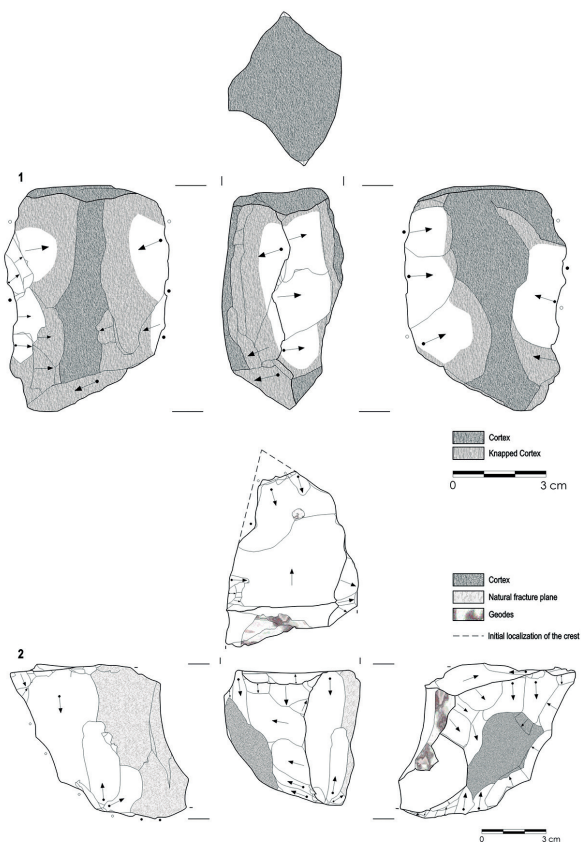 1
Cortex
Knapped Cortex
0 3 cm
Cortex
Natural fracture plane
Geodes
Initial localization of the crest
2
0 3 cm